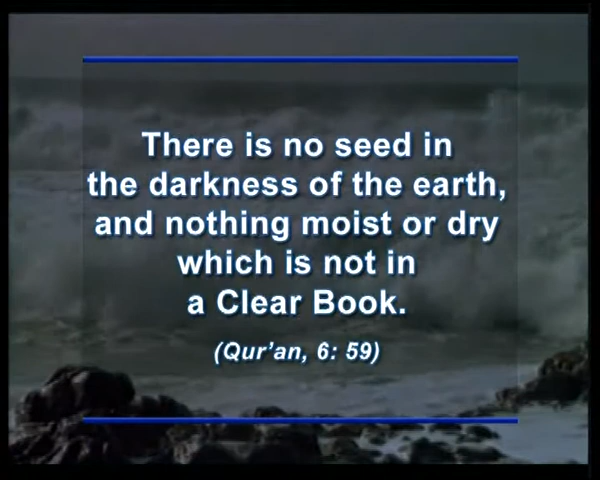 There is no seed in
the darkness of the earth,
and nothing moist or dry
which is not in
a Clear Book.
(Qur’an, 6: 59)